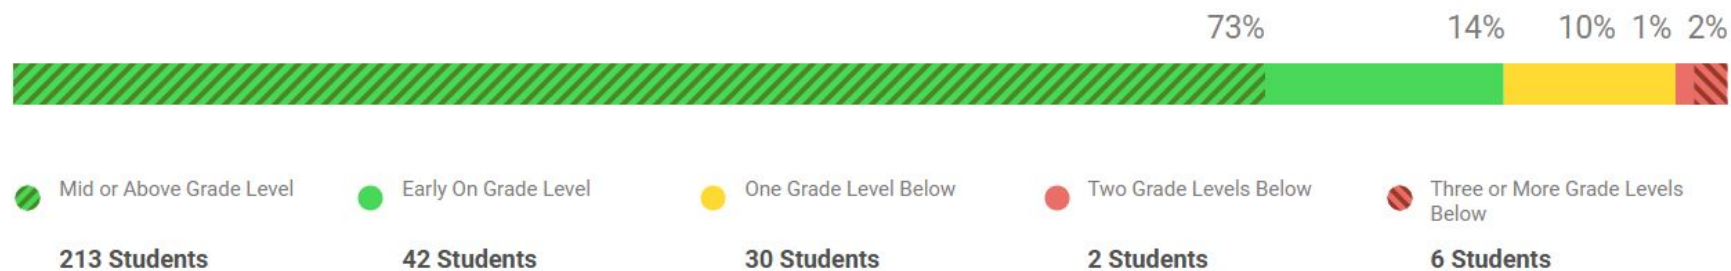 73% 14% 10% 1% 2%
Mid or Above Grade Level
213 Students
Early On Grade Level
42 Students
One Grade Level Below
30 Students
Two Grade Levels Below
2 Students
Three or More Grade Levels
Below
6 Students